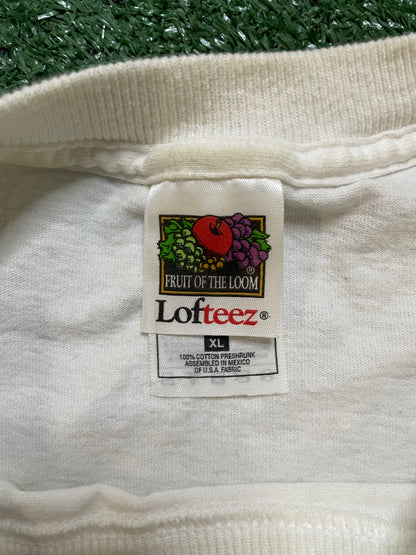 FRUIT OF THE LOOM ®
Lofteez®
XL
100% COTTON PRESHRUNK
ASSEMBLED IN MEXICO
OF U.S.A. FABRIC